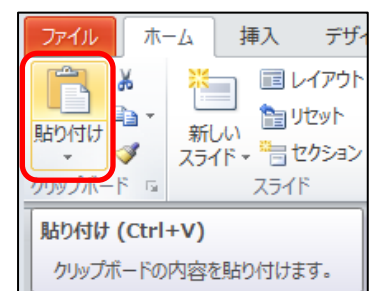 ファイル ホーム 挿入 デザイ
貼り付け
新しい
スライド
レイアウト
リセット
セクション
クリップボード スライド
貼り付け (Ctrl+V)
クリップボードの内容を貼り付けます。